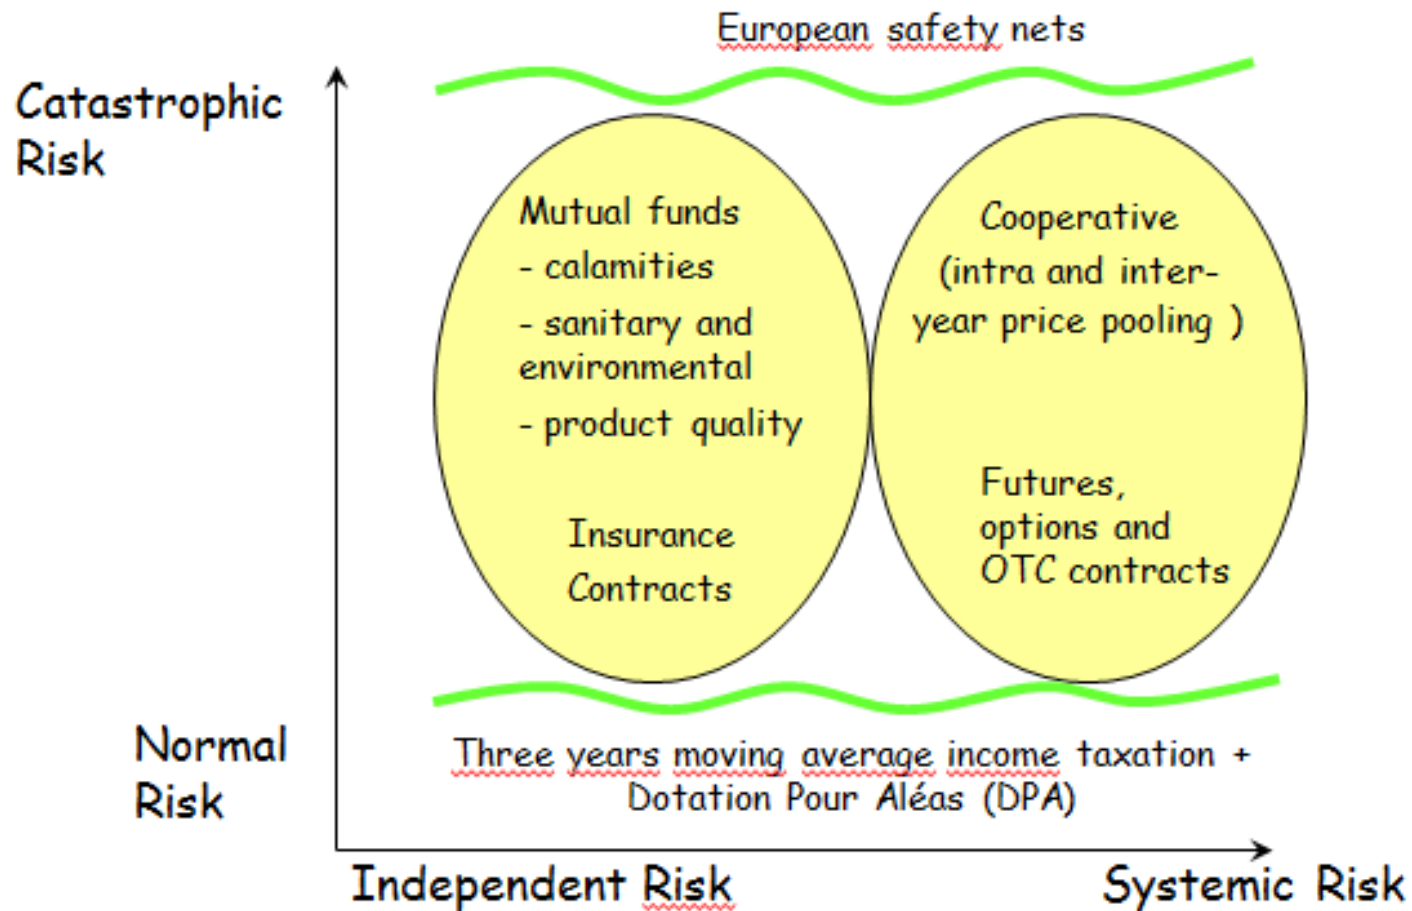 European safety nets
Catastrophic
Risk
Mutual funds
- calamities
- sanitary and
environmental
- product quality
Insurance
Contracts
Cooperative
(intra and inter-
year price pooling )
Futures,
options and
OTC contracts
Normal
Risk
Three years moving average income taxation +
Dotation Pour Aléas (DPA)
Independent Risk
Systemic Risk